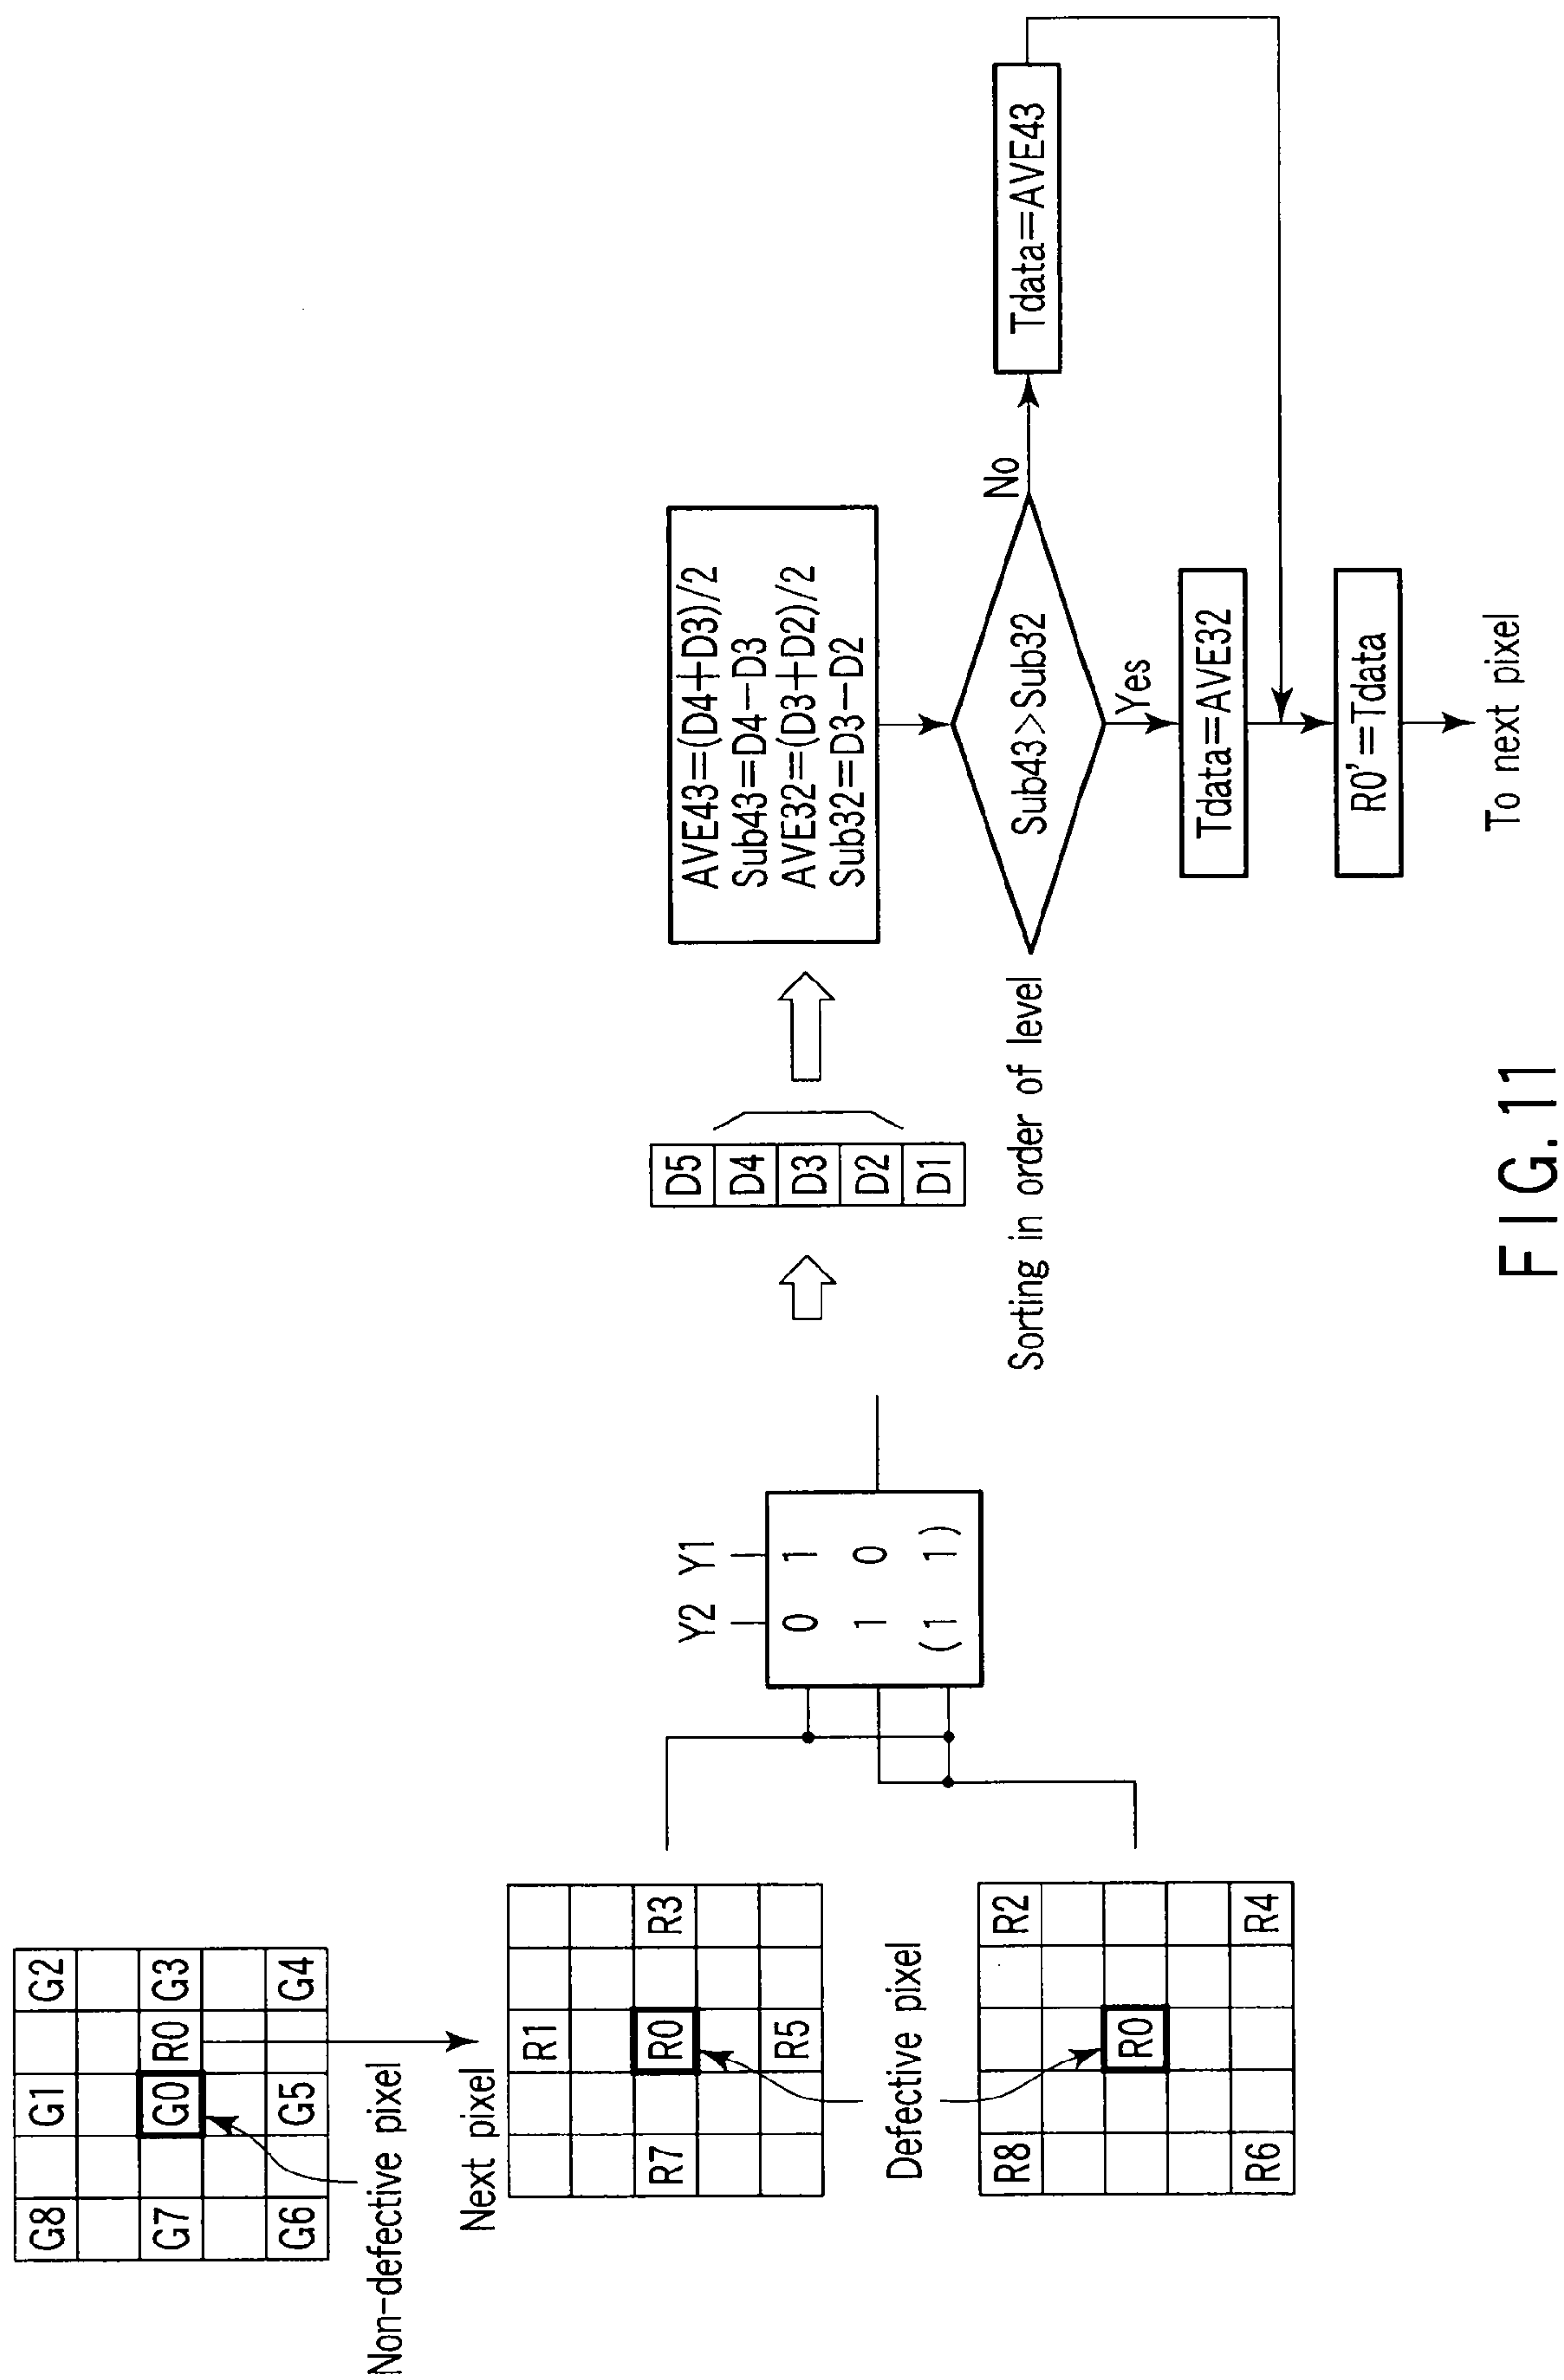 G8 G1 G2
G7 G0 R0 G3
G6 G5 G4
Non-defective pixel
Next pixel
R1
R7 R0 R3
R5
Defective pixel
R8 R2
R0
R6 R4
Y2 Y1
0 1
1 0
(1 1)
D5
D4
D3
D2
D1
Sorting in order of level
AVE43=(D4+D3)/2
Sub43=D4-D3
AVE32=(D3+D2)/2
Sub32=D3-D2
Sub43>Sub32
No
Tdata=AVE43
Yes
Tdata=AVE32
R0'=Tdata
To next pixel
FIG. 11